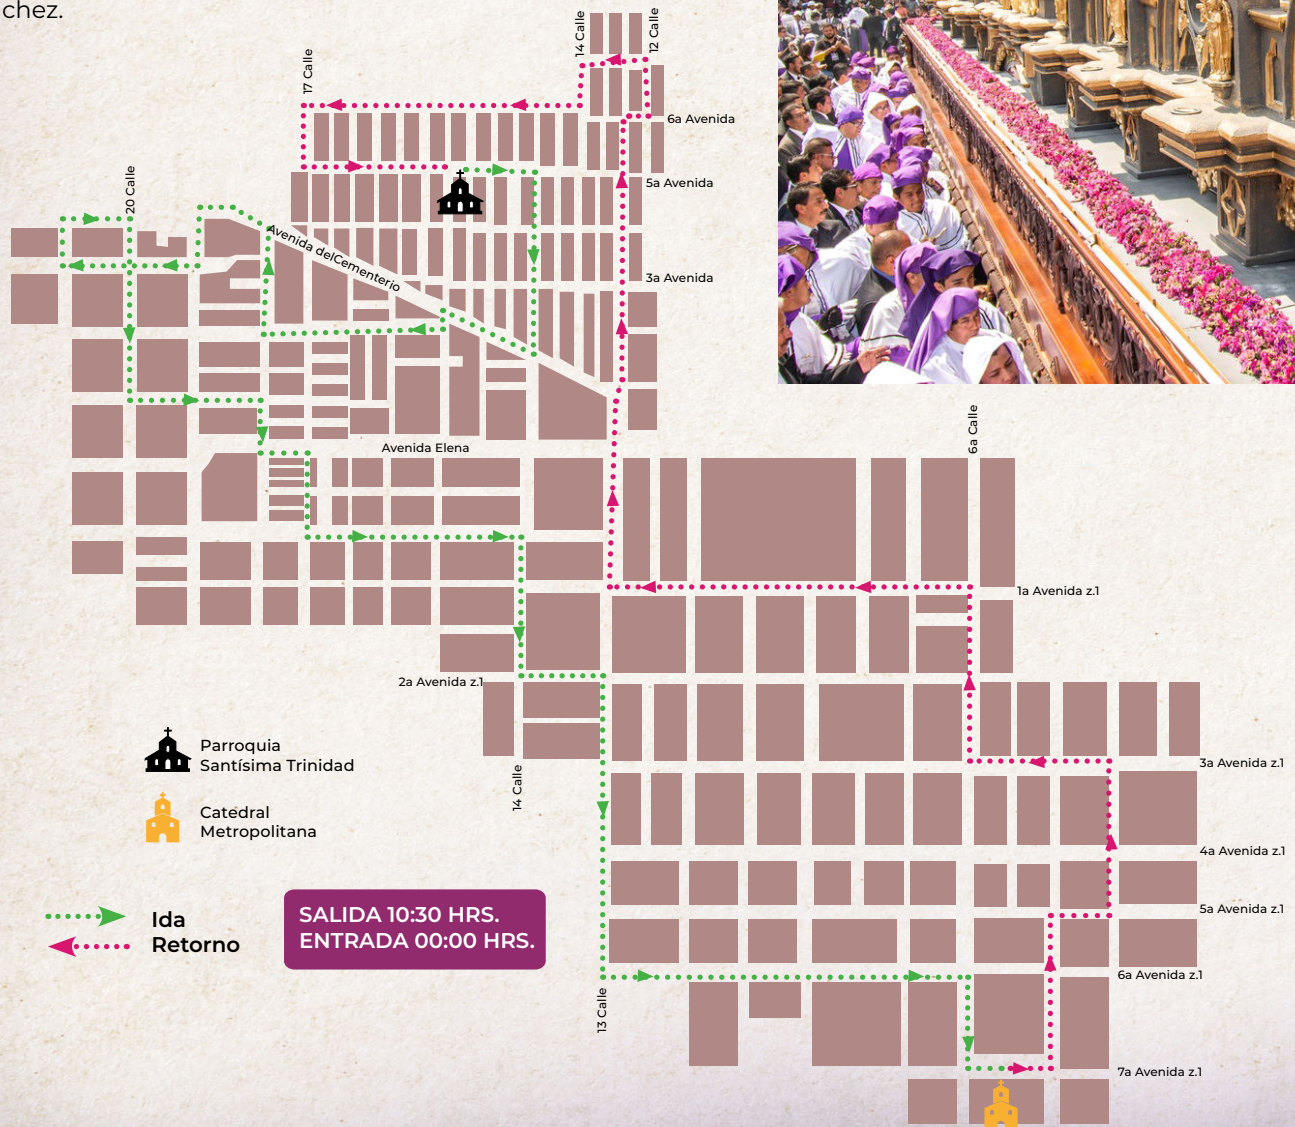 chez.
14 Calle
12 Calle
17 Calle
6a Avenida
20 Calle
5a Avenida
Avenida delCementerio
3a Avenida
6a Calle
Avenida Elena
1a Avenida z.1
2a Avenida z.1
Parroquia
Santísima Trinidad
14 Calle
3a Avenida z.1
Catedral
Metropolitana
4a Avenida z.1
Ida
Retorno
SALIDA 10:30 HRS.
ENTRADA 00:00 HRS.
5a Avenida z.1
6a Avenida z.1
13 Calle
7a Avenida z.1